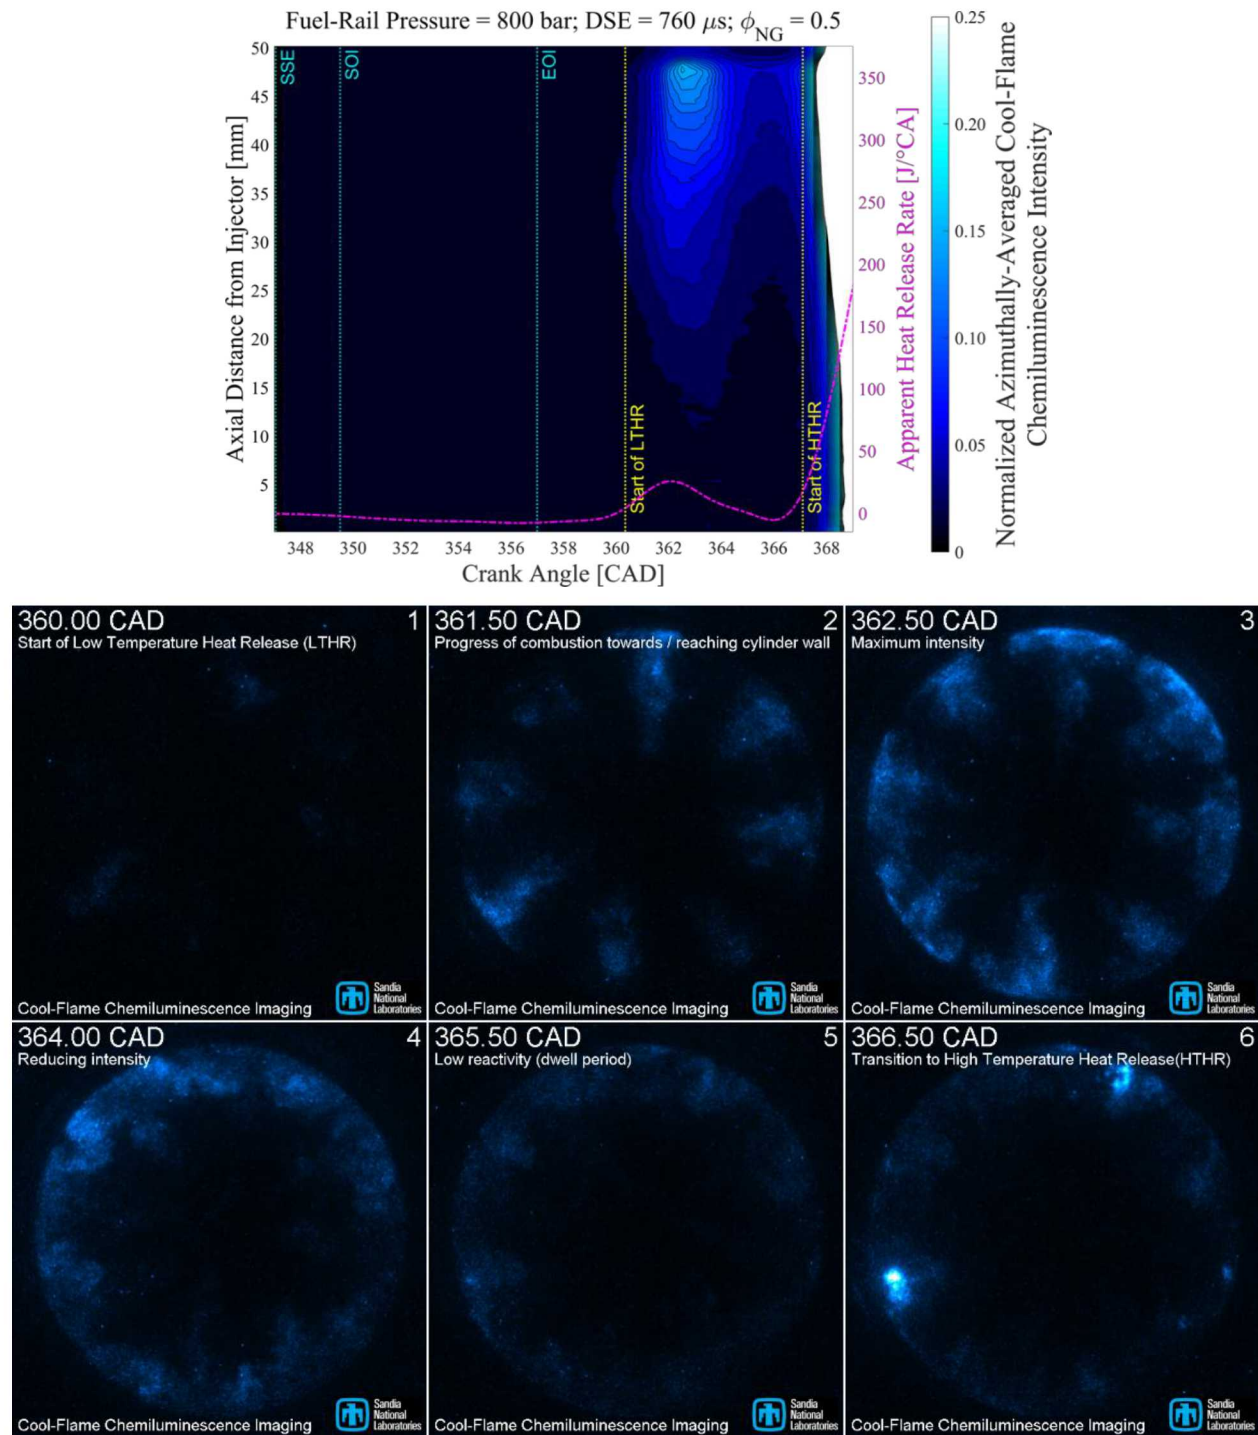 Fuel-Rail Pressure = 800 bar; DSE = 760 μs; ϕNG = 0.5
SSE
SOI
EOI
Start of LTHR
Start of HTHR
50
45
40
35
30
25
20
15
10
5
Axial Distance from Injector [mm]
348
350
352
354
356
358
360
362
364
366
368
Crank Angle [CAD]
350
300
250
200
150
100
50
0
Apparent Heat Release Rate [J/°CA]
0.25
0.20
0.15
0.10
0.05
0
Normalized Azimuthally-Averaged Cool-Flame
Chemiluminescence Intensity
360.00 CAD
1
Start of Low Temperature Heat Release (LTHR)
Cool-Flame Chemiluminescence Imaging
Sandia
National
Laboratories
361.50 CAD
2
Progress of combustion towards / reaching cylinder wall
Cool-Flame Chemiluminescence Imaging
Sandia
National
Laboratories
362.50 CAD
3
Maximum intensity
Cool-Flame Chemiluminescence Imaging
Sandia
National
Laboratories
364.00 CAD
4
Reducing intensity
Cool-Flame Chemiluminescence Imaging
Sandia
National
Laboratories
365.50 CAD
5
Low reactivity (dwell period)
Cool-Flame Chemiluminescence Imaging
Sandia
National
Laboratories
366.50 CAD
6
Transition to High Temperature Heat Release(HTHR)
Cool-Flame Chemiluminescence Imaging
Sandia
National
Laboratories